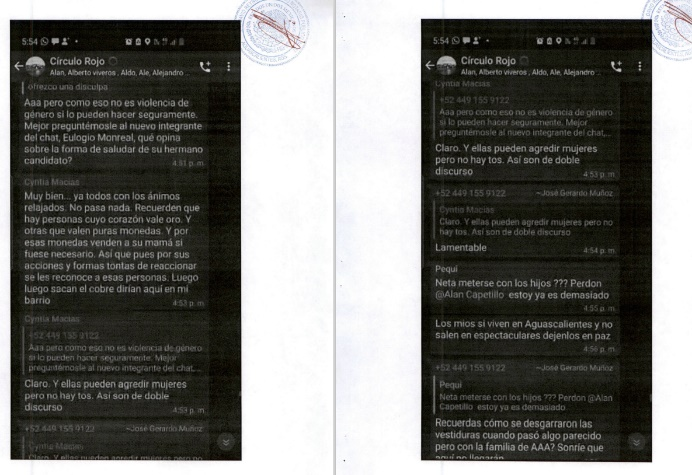 5:54
Círculo Rojo
Alan, Alberto viveros , Aldo, Ale, Alejandro ...
ofrezco una disculpa
Aaa pero como eso no es violencia de
género si lo pueden hacer seguramente.
Mejor preguntémosle al nuevo integrante
del chat, Eulogio Monreal, qué opina
sobre la forma de saludar de su hermano
candidato?
4:51 p. m.
Cyntia Macias
Muy bien... ya todos con los ánimos
relajados. No pasa nada. Recuerden que
hay personas cuyo corazón vale oro. Y
otras que valen puras monedas. Y por
esas monedas venden a su mamá si
fuese necesario. Así que pues por sus
acciones y formas tontas de reaccionar
se les reconoce a esas personas. Luego
luego sacan el cobre dirían aquí en mi
barrio
4:53 p. m.
Cyntia Macias
+52 449 155 9122
Aaa pero como eso no es violencia de género
si lo pueden hacer seguramente. Mejor
preguntémosle al nuevo integrante del chat,...
Claro. Y ellas pueden agredir mujeres
pero no hay tos. Así son de doble
discurso
4:53 p. m.
+52 449 155 9122 ~José Gerardo Muñoz
Cyntia Macias
Claro. Y ellas pueden agredir mujeres pero no
5:54
Círculo Rojo
Alan, Alberto viveros , Aldo, Ale, Alejandro ...
Cyntia Macias
+52 449 155 9122
Aaa pero como eso no es violencia de género
si lo pueden hacer seguramente. Mejor
preguntémosle al nuevo integrante del chat,...
Claro. Y ellas pueden agredir mujeres
pero no hay tos. Así son de doble
discurso
4:53 p. m.
+52 449 155 9122 ~José Gerardo Muñoz
Cyntia Macias
Claro. Y ellas pueden agredir mujeres pero no
hay tos. Así son de doble discurso
Lamentable
4:54 p. m.
Pequi
Neta meterse con los hijos ??? Perdon
@Alan Capetillo estoy ya es demasiado
4:55 p. m.
Los mios si viven en Aguascalientes y no
salen en espectaculares dejenlos en paz
4:56 p. m.
+52 449 155 9122 ~José Gerardo Muñoz
Pequi
Neta meterse con los hijos ??? Perdon @Alan
Capetillo estoy ya es demasiado
Recuerdas cómo se desgarraron las
vestiduras cuando pasó algo parecido
pero con la familia de AAA? Sonríe que
aquí no llegarán